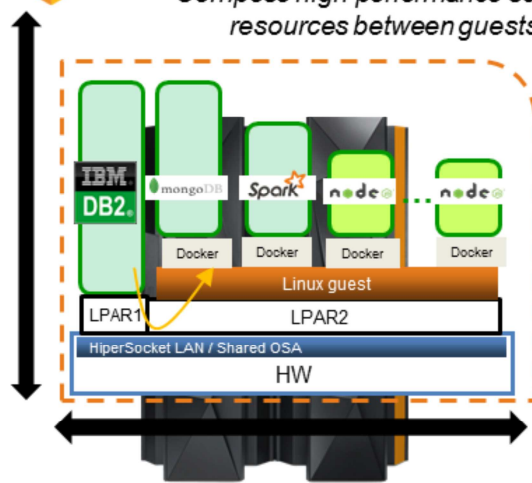 resources between guests
IBM
DB2
mongoDB
Spark
node
...
node
Docker
Docker
Docker
Docker
Linux guest
LPAR1
LPAR2
HiperSocket LAN / Shared OSA
HW